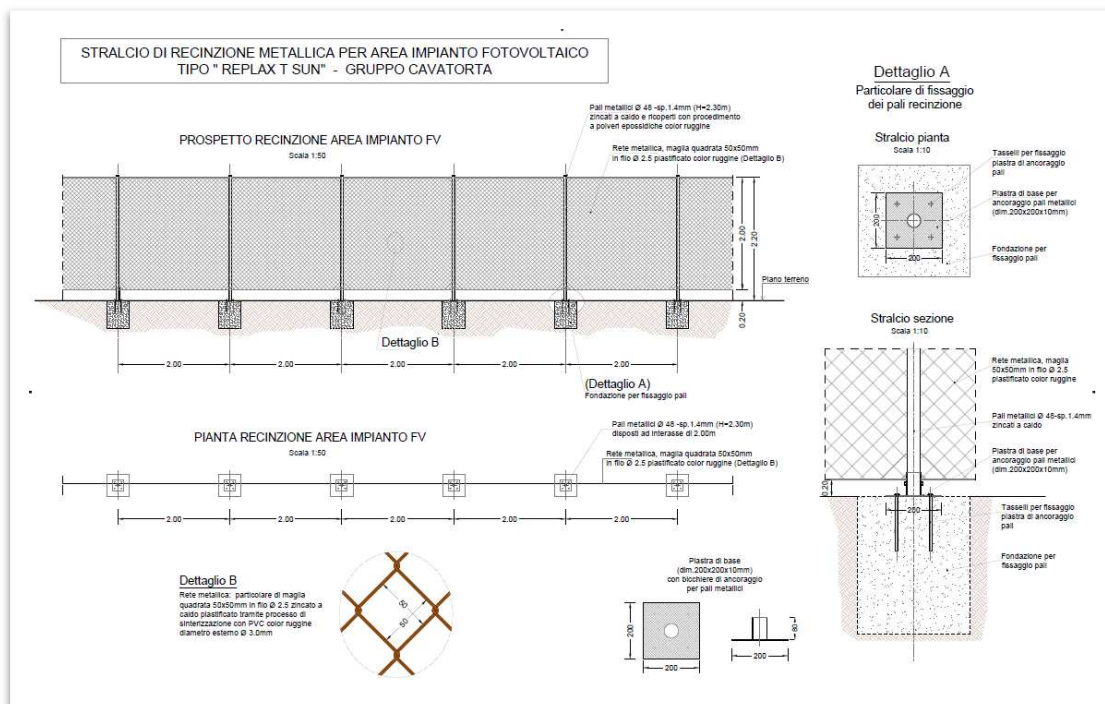 STRALCIO DI RECINZIONE METALLICA PER AREA IMPIANTO FOTOVOLTAICO
TIPO " REPLAX T SUN" - GRUPPO CAVATORTA
PROSPETTO RECINZIONE AREA IMPIANTO FV
Scala 1:50
Pali metallici Ø 48 -sp.1.4mm (H=2.30m)
zincati a caldo e ricoperti con procedimento
a polveri epossidiche color ruggine
Rete metallica, maglia quadrata 50x50mm
in filo Ø 2.5 plastificato color ruggine (Dettaglio B)
2.00
2.20
Piano terreno
0.20
Dettaglio B
2.00
2.00
2.00
2.00
2.00
(Dettaglio A)
Fondazione per fissaggio pali
PIANTA RECINZIONE AREA IMPIANTO FV
Scala 1:50
Pali metallici Ø 48 -sp.1.4mm (H=2.30m)
disposti ad interasse di 2.00m
Rete metallica, maglia quadrata 50x50mm
in filo Ø 2.5 plastificato color ruggine (Dettaglio B)
2.00
2.00
2.00
2.00
2.00
Dettaglio B
Rete metallica: particolare di maglia
quadrata 50x50mm in filo Ø 2.5 zincato a
caldo plastificato tramite processo di
sinterizzazione con PVC color ruggine
diametro esterno Ø 3.0mm
50
50
Piastra di base
(dim.200x200x10mm)
con bicchiere di ancoraggio
per pali metallici
200
200
80
200
Dettaglio A
Particolare di fissaggio
dei pali recinzione
Stralcio pianta
Scala 1:10
Tasselli per fissaggio
piastra di ancoraggio
pali
Piastra di base per
ancoraggio pali metallici
(dim.200x200x10mm)
200
200
Fondazione per
fissaggio pali
Stralcio sezione
Scala 1:10
Rete metallica, maglia
50x50mm in filo Ø 2.5
plastificato color ruggine
Pali metallici Ø 48-sp.1.4mm
zincati a caldo
Piastra di base per
ancoraggio pali metallici
(dim.200x200x10mm)
0.20
200
Tasselli per fissaggio
piastra di ancoraggio
pali
Fondazione per
fissaggio pali